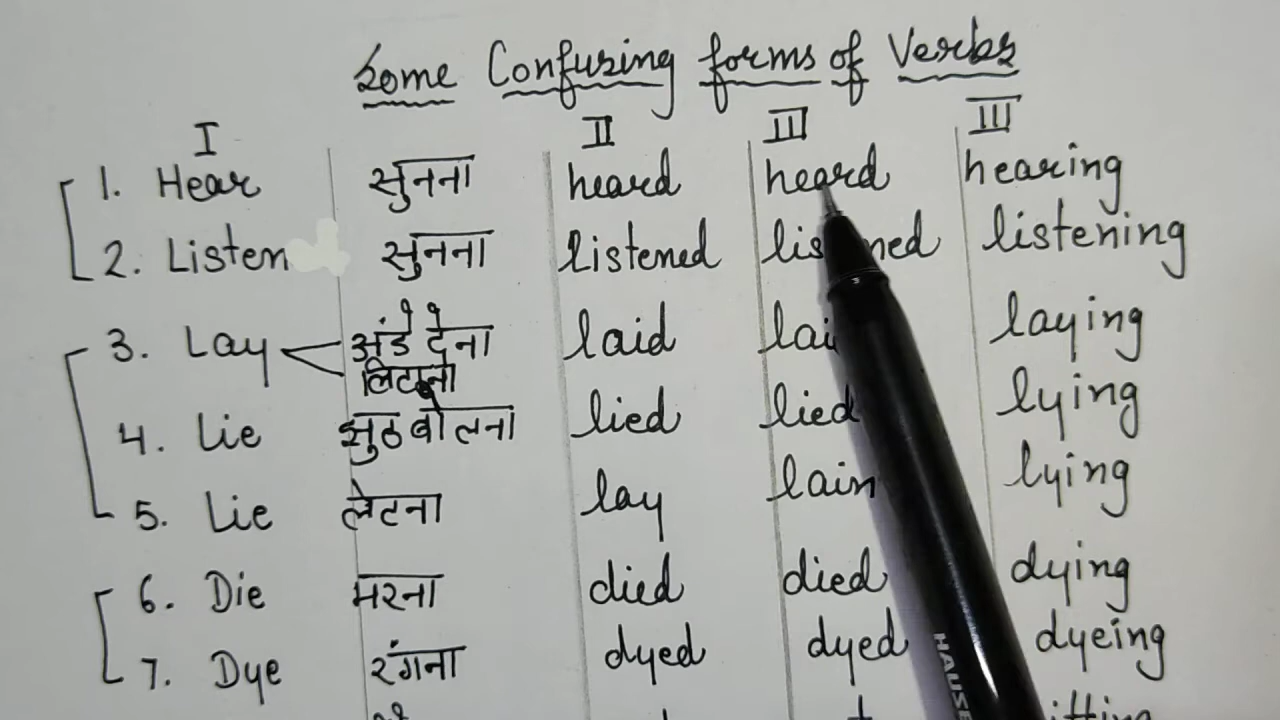 Some Confusing forms of Verbs
I II III III
1. Hear सुनना heard heard hearing
2. Listen सुनना listened listening
3. Lay अंडे देना laid laying
लिटाना
4. Lie झुठ बोलना lied lied lying
5. Lie लेटना lay lain lying
6. Die मरना died died dying
7. Dye रंगना dyed dyed dyeing
HAUSE